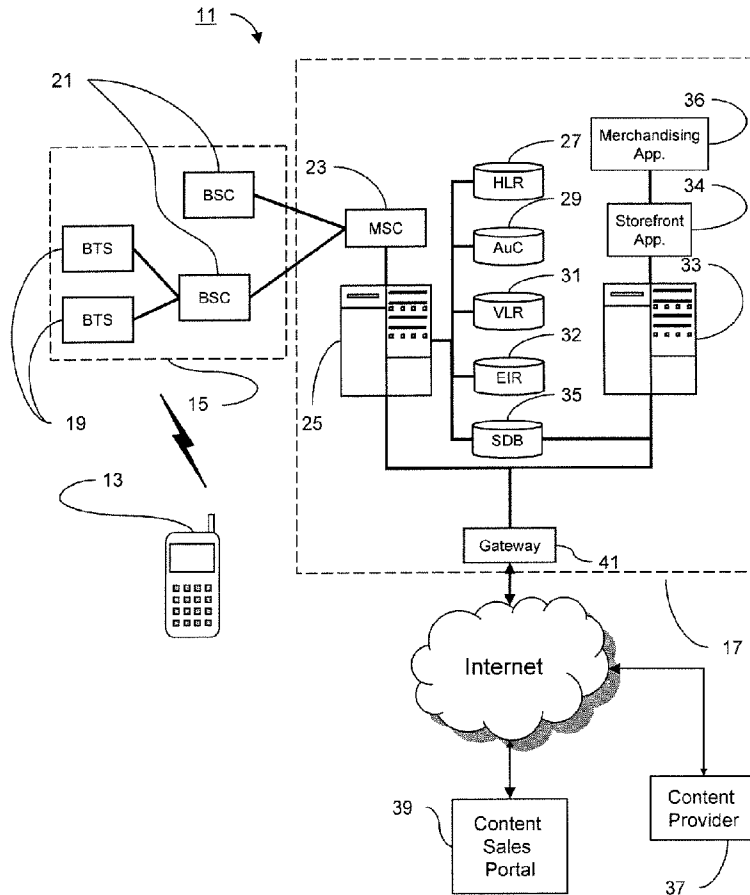 11
21
36
27
Merchandising
App.
23
HLR
34
BSC
29
MSC
AuC
Storefront
App.
BTS
31
33
BSC
VLR
BTS
32
EIR
35
19
15
25
SDB
13
Gateway
41
Internet
17
39
Content
Sales
Portal
Content
Provider
37